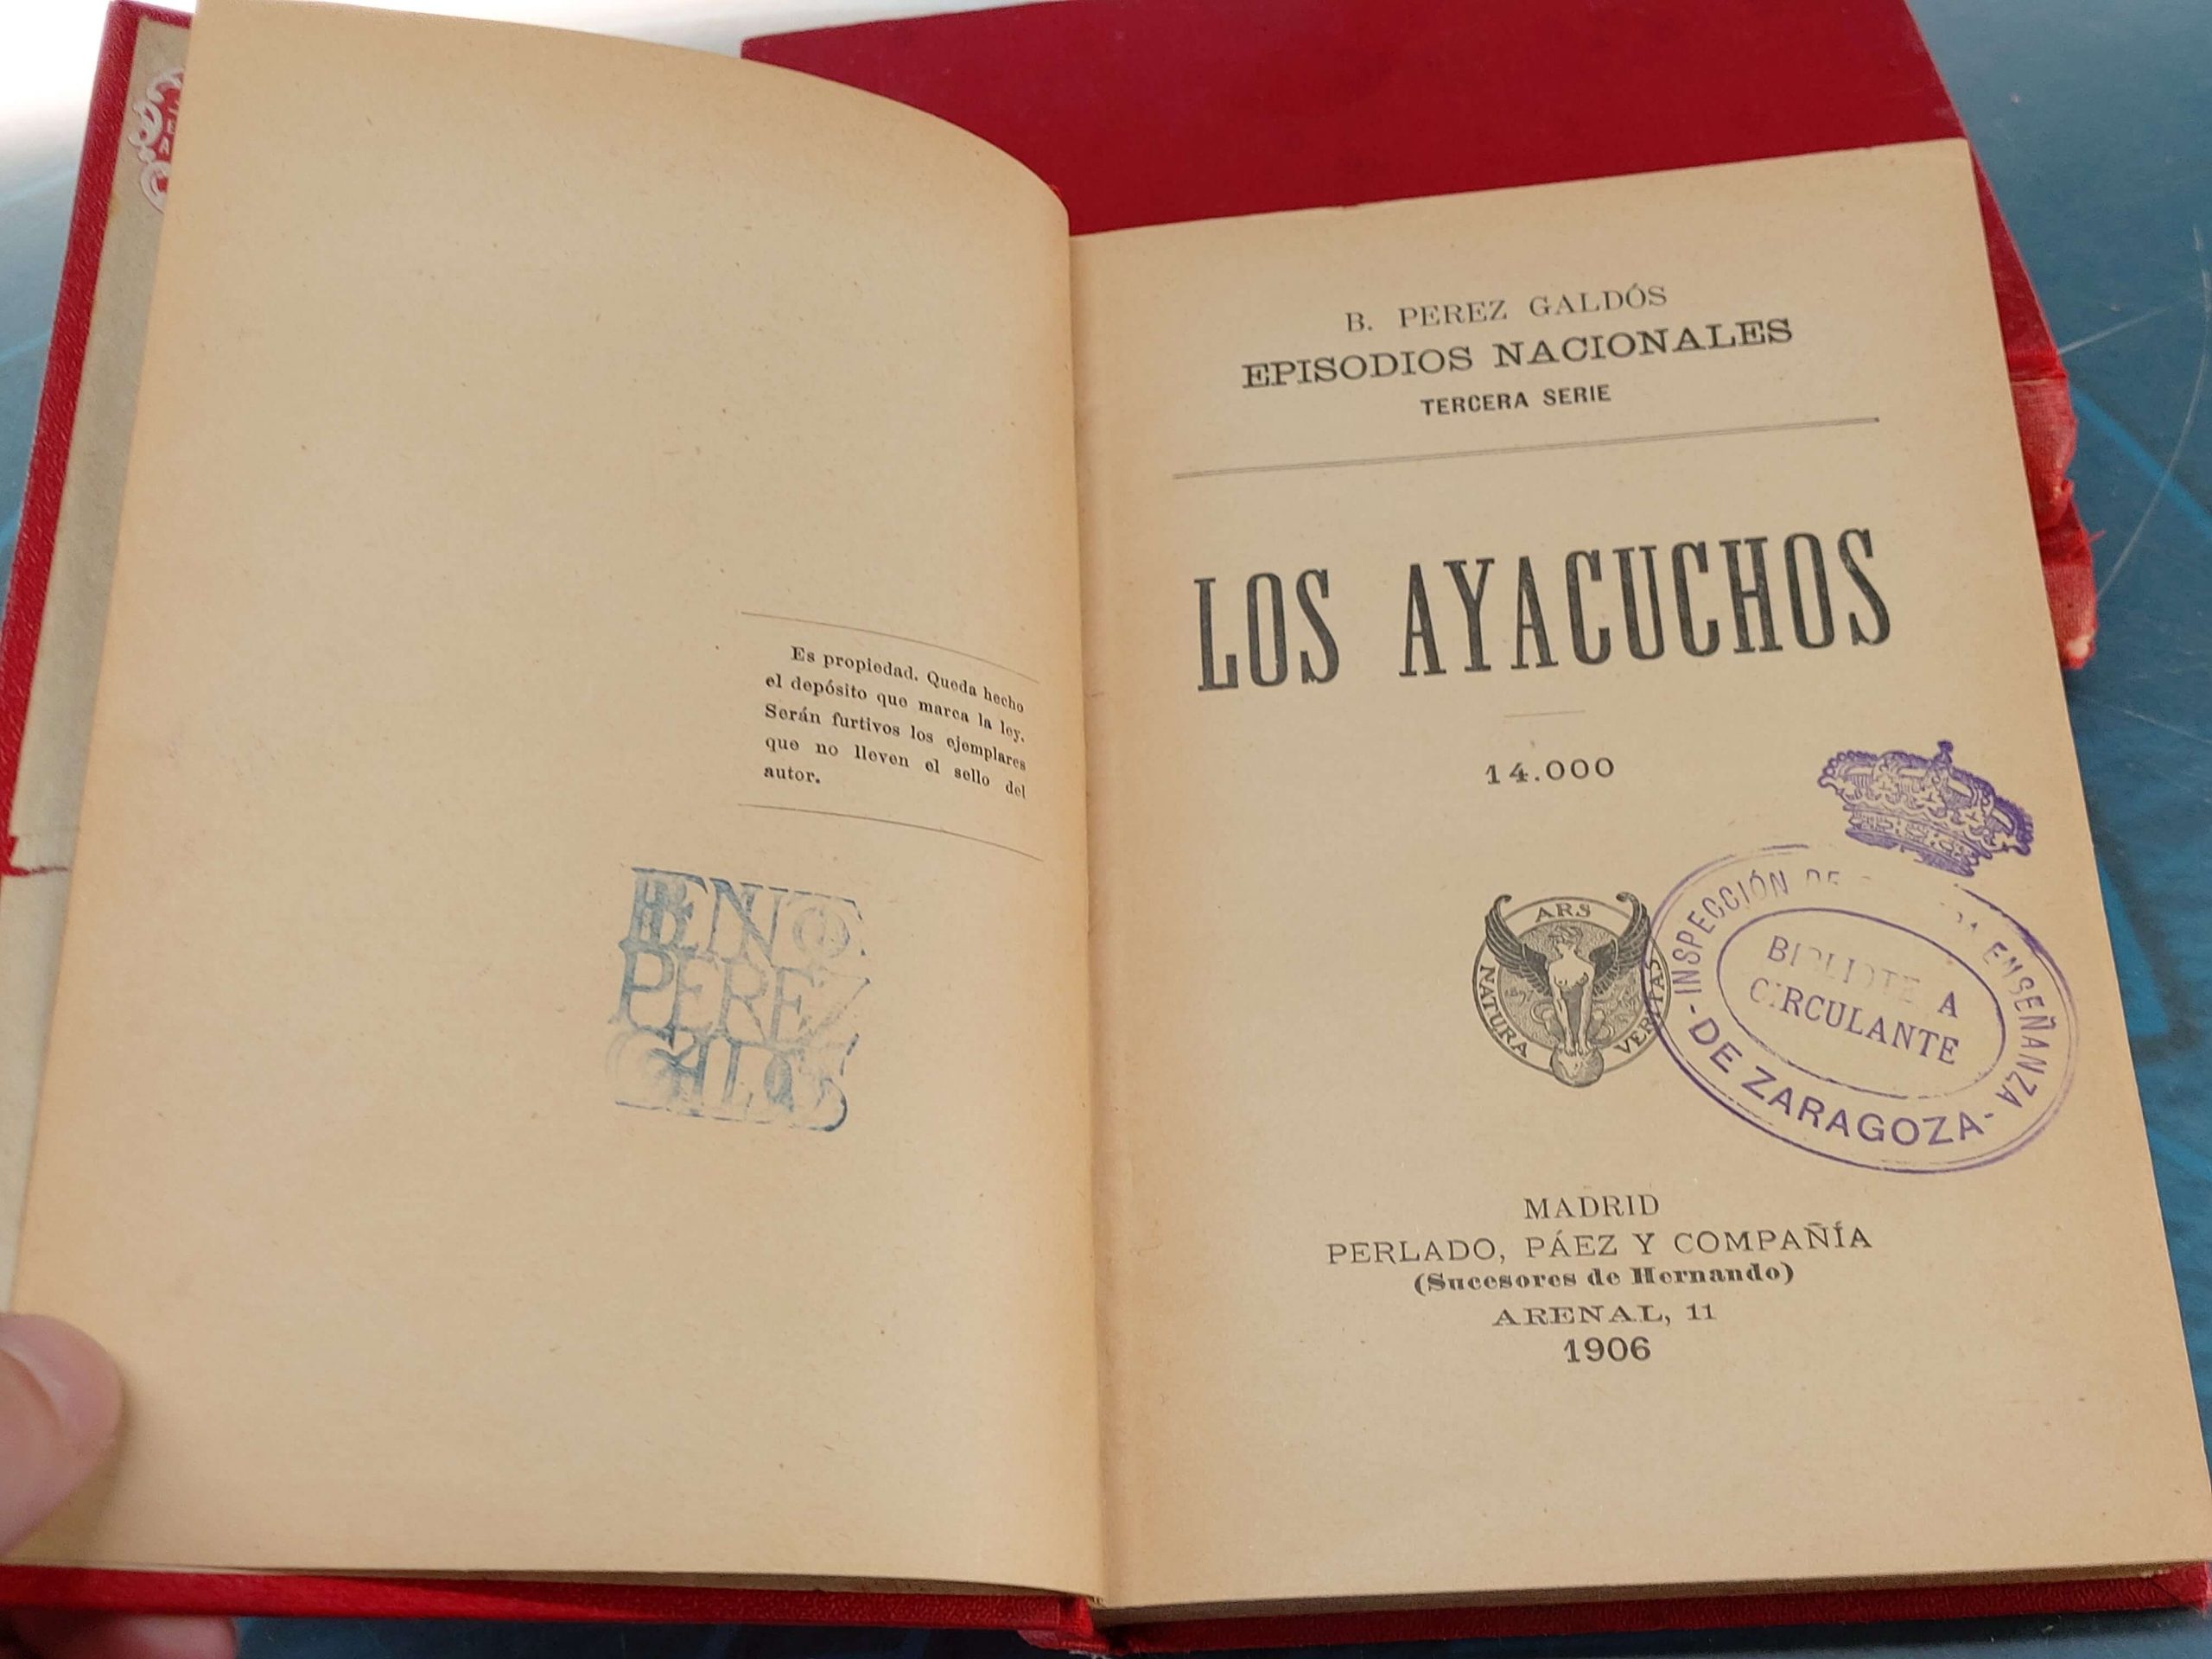 Es propiedad. Queda hecho
el depósito que marca la ley.
Serán furtivos los ejemplares
que no lleven el sello del
autor.
BENITO
PEREZ
B. PEREZ GALDÓS
EPISODIOS NACIONALES
TERCERA SERIE
LOS AYACUCHOS
14.000
ARS
NATURA
VERITAS
INSPECCIÓN DE ENSEÑANZA
BIBLIOTECA
CIRCULANTE
- DE ZARAGOZA -
MADRID
PERLADO, PÁEZ Y COMPAÑÍA
(Sucesores de Hernando)
ARENAL, 11
1906